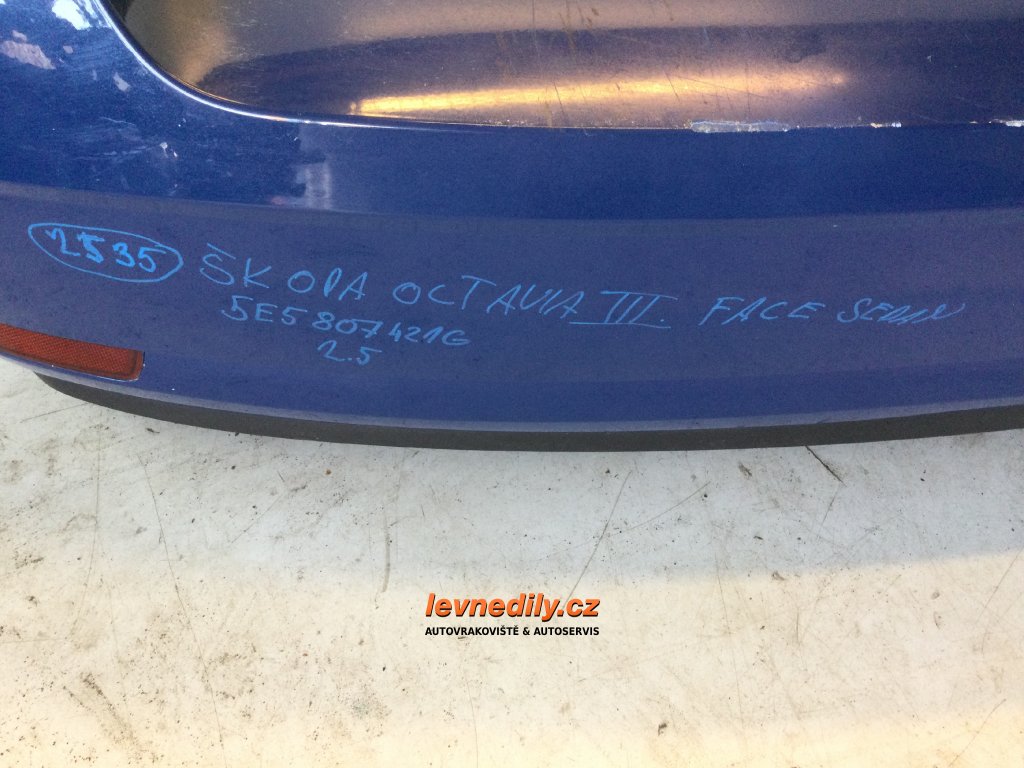 2535 ŠKODA OCTAVIA III. FACE SEDAN
5E5807421G
2.5
levnedily.cz
AUTOVRAKOVIŠTĚ & AUTOSERVIS